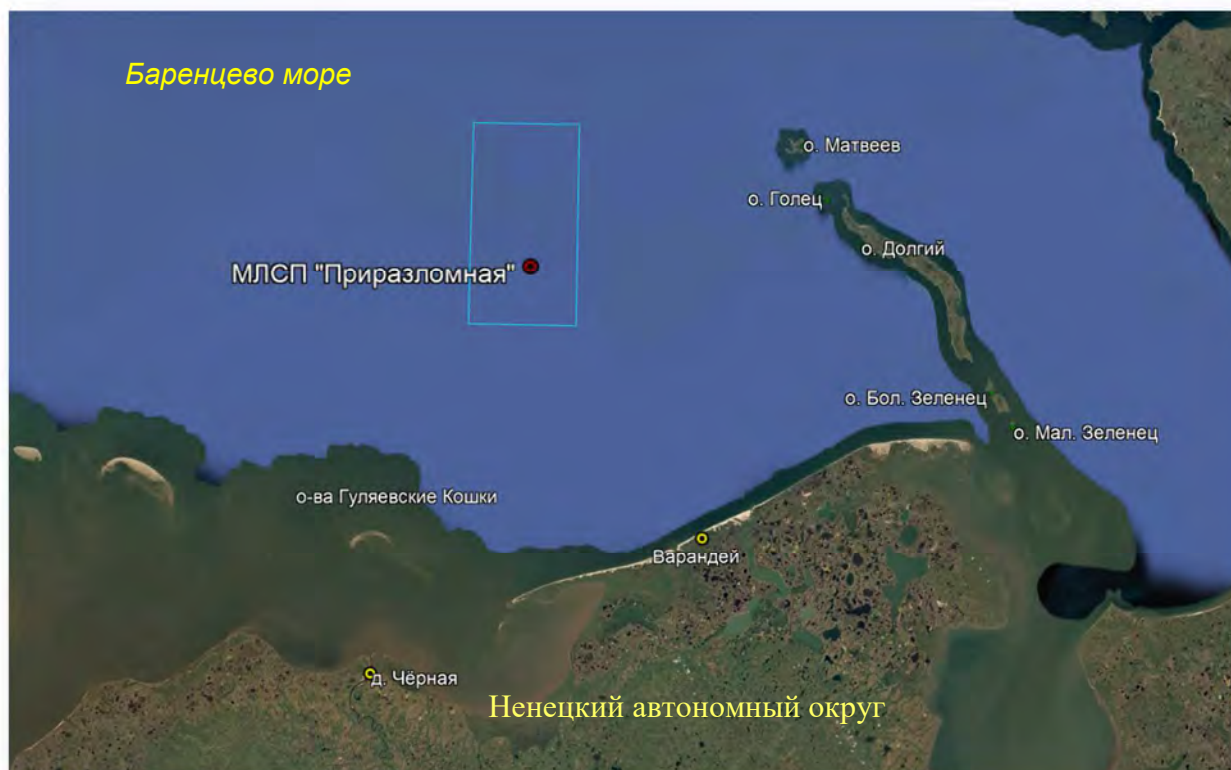 Баренцево море
о. Матвеев
о. Голец
о. Долгий
МЛСП "Приразломная"
о. Бол. Зеленец
о. Мал. Зеленец
о-ва Гуляевские Кошки
Варандей
д. Чёрная
Ненецкий автономный округ